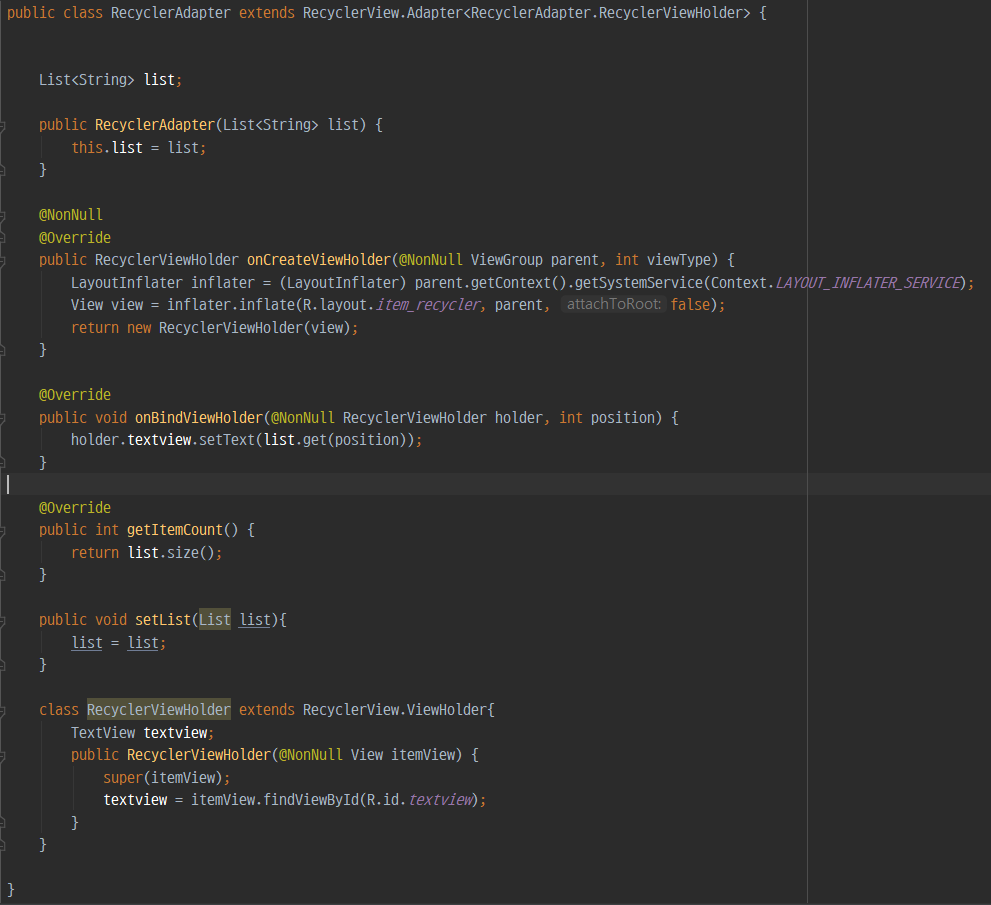 public class RecyclerAdapter extends RecyclerView.Adapter<RecyclerAdapter.RecyclerViewHolder> {
List<String> list;
public RecyclerAdapter(List<String> list) {
this.list = list;
}
@NonNull
@Override
public RecyclerViewHolder onCreateViewHolder(@NonNull ViewGroup parent, int viewType) {
LayoutInflater inflater = (LayoutInflater) parent.getContext().getSystemService(Context.LAYOUT_INFLATER_SERVICE);
View view = inflater.inflate(R.layout.item_recycler, parent, attachToRoot: false);
return new RecyclerViewHolder(view);
}
@Override
public void onBindViewHolder(@NonNull RecyclerViewHolder holder, int position) {
holder.textview.setText(list.get(position));
}
@Override
public int getItemCount() {
return list.size();
}
public void setList(List list){
list = list;
}
class RecyclerViewHolder extends RecyclerView.ViewHolder{
TextView textview;
public RecyclerViewHolder(@NonNull View itemView) {
super(itemView);
textview = itemView.findViewById(R.id.textview);
}
}
}